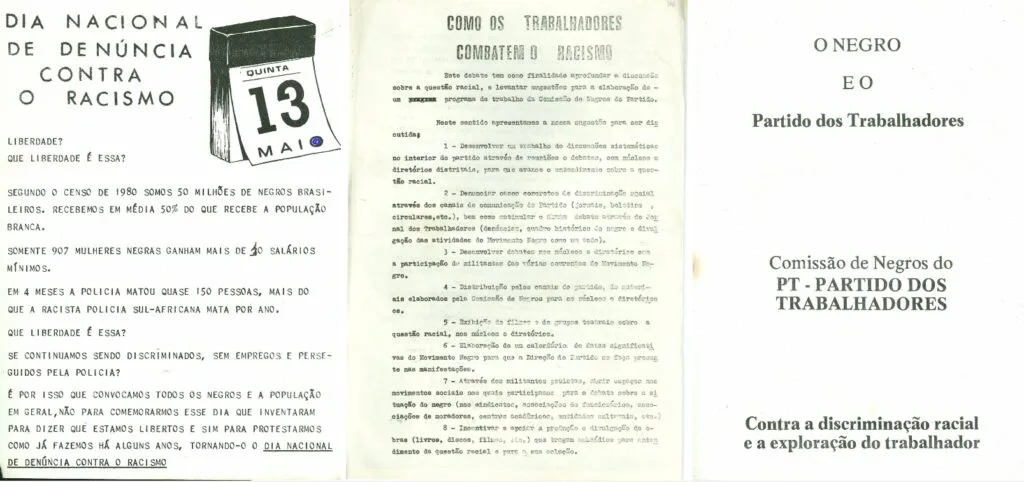 DIA NACIONAL
DE DENÚNCIA
CONTRA
O RACISMO
QUINTA
13
MAIO
LIBERDADE?
QUE LIBERDADE É ESSA?
SEGUNDO O CENSO DE 1980 SOMOS 50 MILHÕES DE NEGROS BRASI-
LEIROS. RECEBEMOS EM MÉDIA 50% DO QUE RECEBE A POPULAÇÃO
BRANCA.
SOMENTE 907 MULHERES NEGRAS GANHAM MAIS DE 10 SALÁRIOS
MÍNIMOS.
EM 4 MESES A POLICIA MATOU QUASE 150 PESSOAS, MAIS DO
QUE A RACISTA POLICIA SUL-AFRICANA MATA POR ANO.
QUE LIBERDADE É ESSA?
SE CONTINUAMOS SENDO DISCRIMINADOS, SEM EMPREGOS E PERSE-
GUIDOS PELA POLICIA?
É POR ISSO QUE CONVOCAMOS TODOS OS NEGROS E A POPULAÇÃO
EM GERAL,NÃO PARA COMEMORARMOS ESSE DIA QUE INVENTARAM
PARA DIZER QUE ESTAMOS LIBERTOS E SIM PARA PROTESTARMOS
COMO JÁ FAZEMOS HÁ ALGUNS ANOS, TORNANDO-O O DIA NACIONAL
DE DENÚNCIA CONTRA O RACISMO
COMO OS TRABALHADORES
COMBATEM O RACISMO
Este debate tem como finalidade aprofundar a discussão
sobre a questão racial, e levantar sugestões para a elaboração de
um programa de trabalho da Comissão de Negros do Partido.
Neste sentido apresentamos a nossa sugestão para ser dis
cutida;
1 - Desenvolver um trabalho de discussões sistemáticas
no interior do partido através de reuniões e debates, com núcleos e
diretórios distritais, para que avance o entendimento sobre a ques-
tão racial.
2 - Denunciar casos concretos de discriminação racial
através dos canais de comunicação do Partido (jornais, boletins ,
circulares,etc.), bem como estimular o debate através do Jor
nal dos Trabalhadores (denúncias, quadro histórico do negro e divul
gação das atividades do Movimento Negro como um todo).
3 - Desenvolver debates nos núcleos e diretórios com
a participação de militantes das várias correntes do Movimento Ne-
gro.
4 - Distribuição pelos canais do partido, de materi-
ais elaborados pela Comissão de Negros para os núcleos e diretóri
os.
5 - Exibição de filmes e de grupos teatrais sobre a
questão racial, nos núcleos e diretórios.
6 - Elaboração de um calendário de datas significati
vas do Movimento Negro para que a Direção do Partido se faça presen
te nas manifestações.
7 - Através dos militantes petistas, abrir espaços nos
movimentos sociais nos quais participamos para o debate sobre a si
tuação do negro (nos sindicatos, associações de funcionários, asso-
ciações de moradores, centros acadêmicos, entidades culturais, etc.)
8 - Incentivar e apoiar a produção e divulgação de o-
bras (livros, discos, filmes, etc.) que tragam subsídios para enten
dimento da questão racial e para a sua solução.
O NEGRO
E O
Partido dos Trabalhadores
Comissão de Negros do
PT - PARTIDO DOS
TRABALHADORES
Contra a discriminação racial
e a exploração do trabalhador